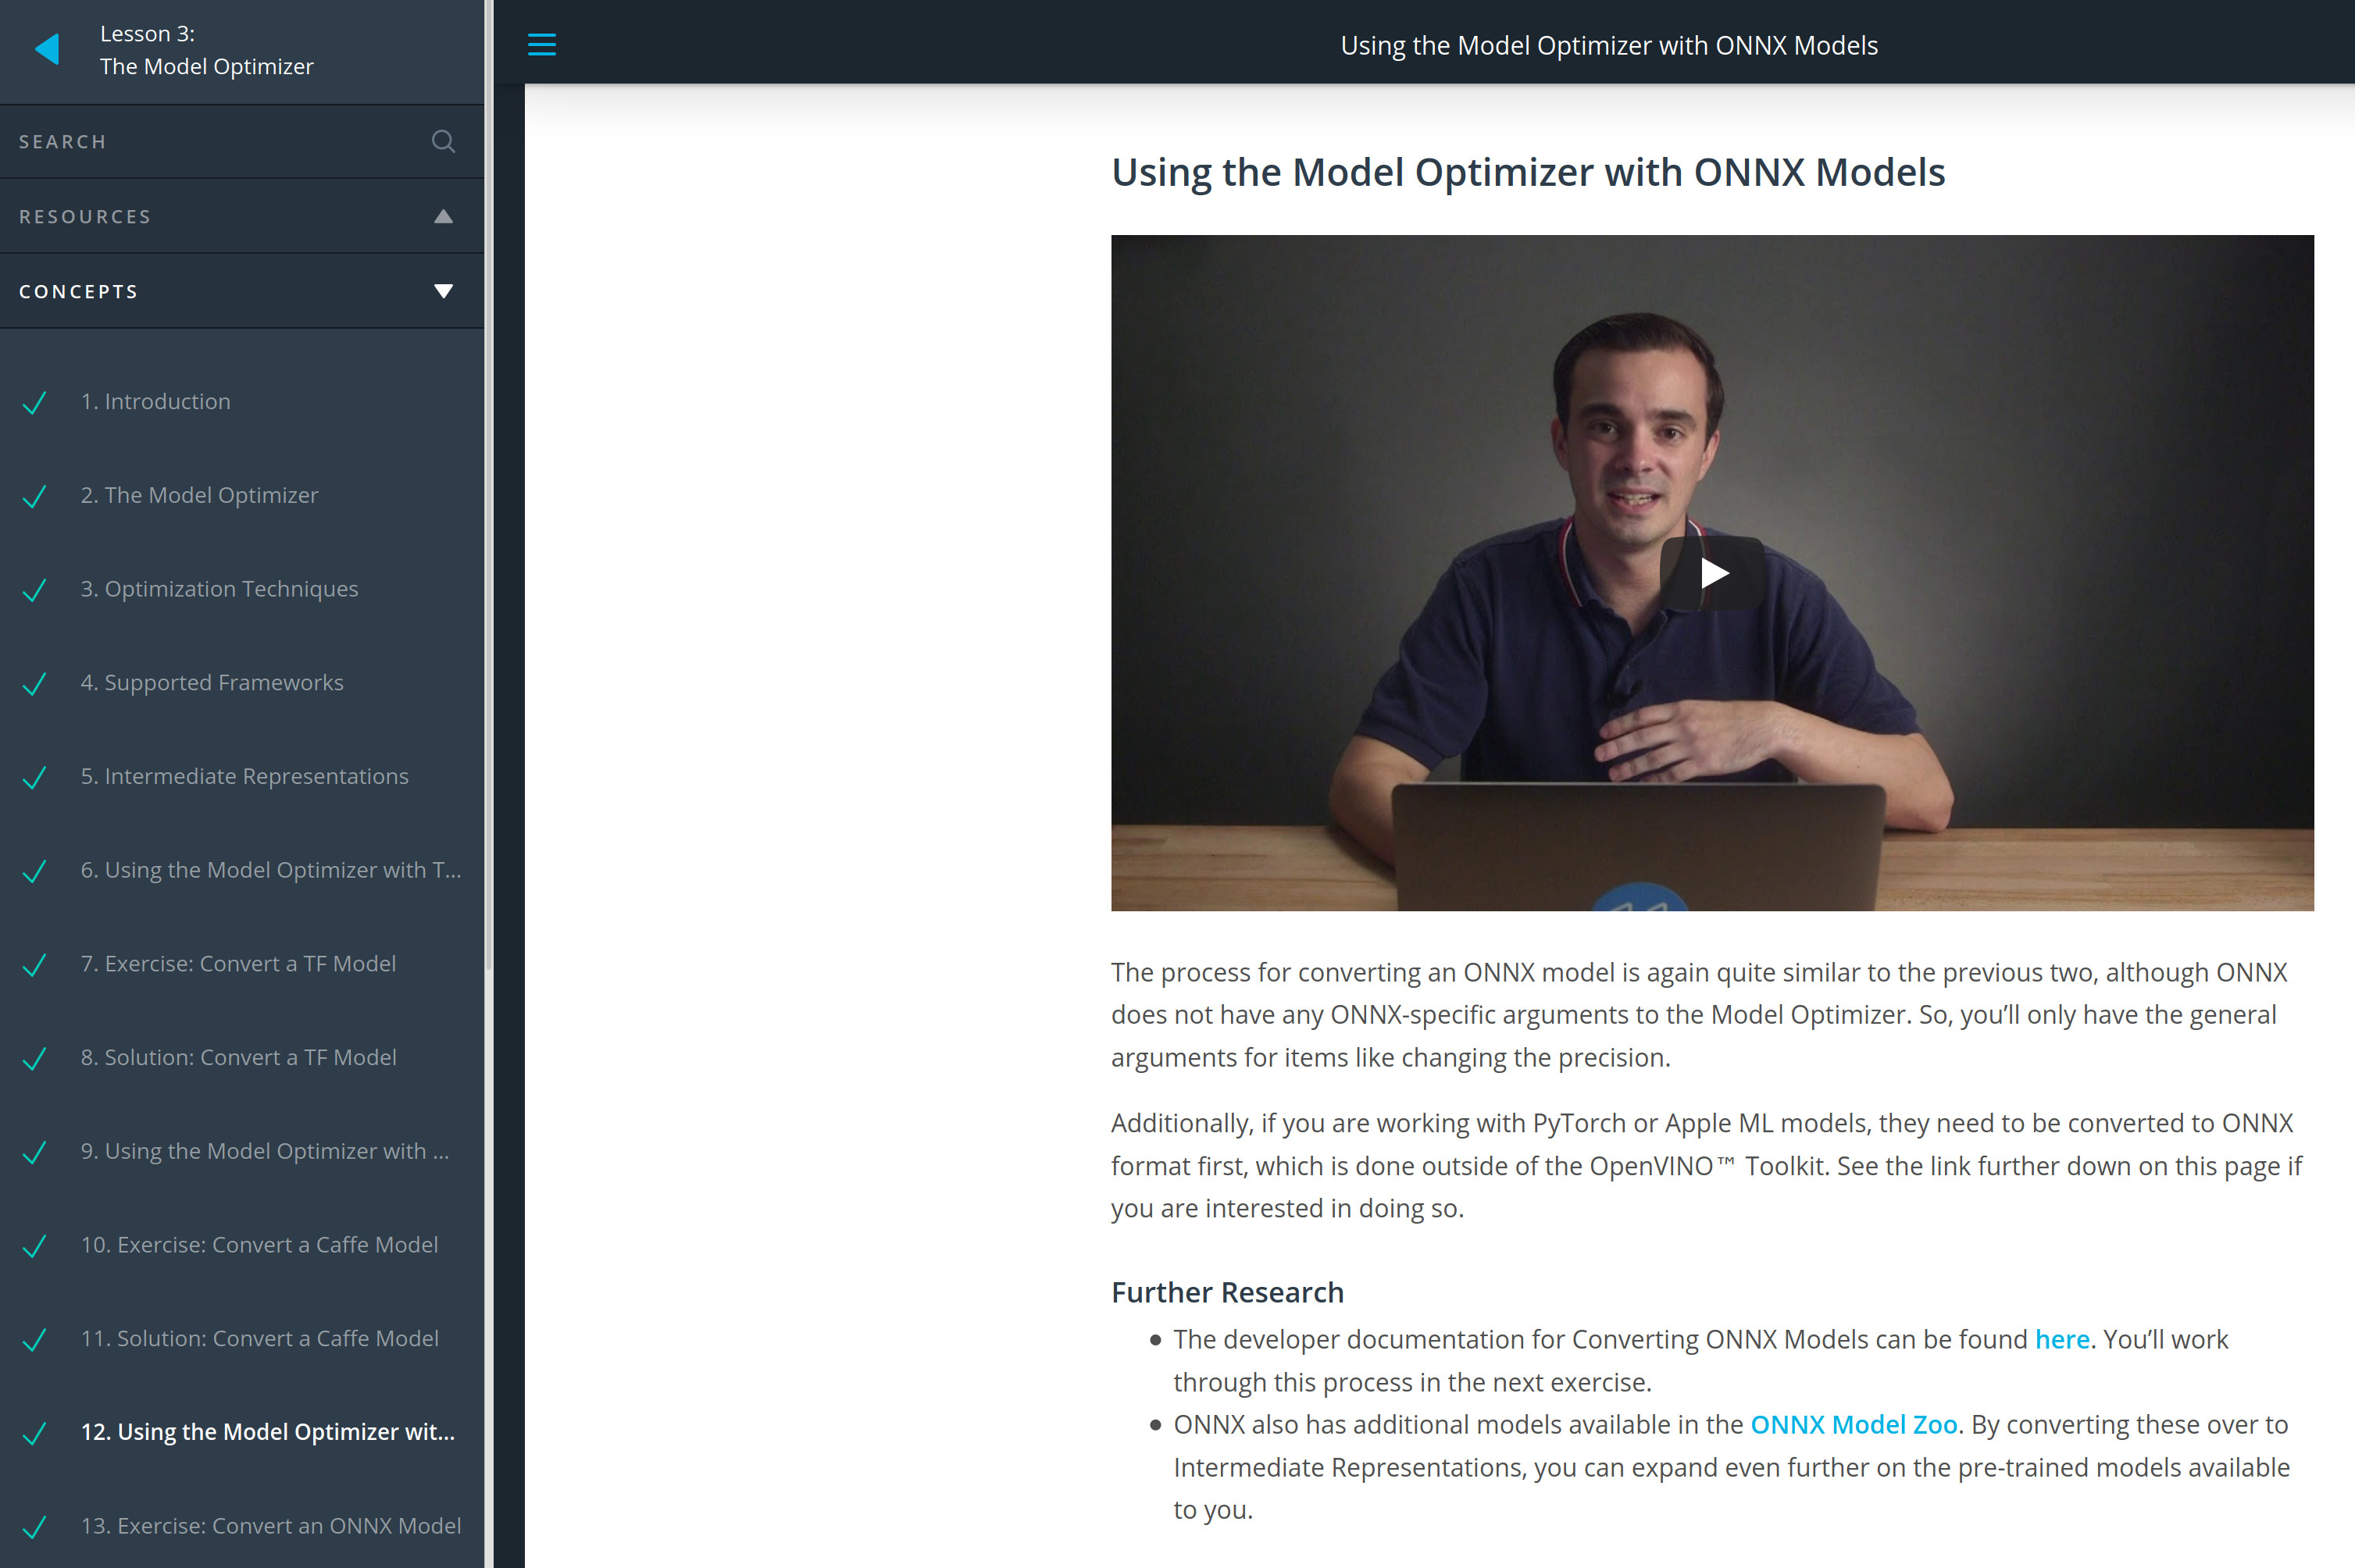 Lesson 3:
The Model Optimizer
SEARCH
RESOURCES
CONCEPTS
1. Introduction
2. The Model Optimizer
3. Optimization Techniques
4. Supported Frameworks
5. Intermediate Representations
6. Using the Model Optimizer with T...
7. Exercise: Convert a TF Model
8. Solution: Convert a TF Model
9. Using the Model Optimizer with ...
10. Exercise: Convert a Caffe Model
11. Solution: Convert a Caffe Model
12. Using the Model Optimizer wit...
13. Exercise: Convert an ONNX Model
Using the Model Optimizer with ONNX Models
Using the Model Optimizer with ONNX Models
The process for converting an ONNX model is again quite similar to the previous two, although ONNX
does not have any ONNX-specific arguments to the Model Optimizer. So, you’ll only have the general
arguments for items like changing the precision.
Additionally, if you are working with PyTorch or Apple ML models, they need to be converted to ONNX
format first, which is done outside of the OpenVINO™ Toolkit. See the link further down on this page if
you are interested in doing so.
Further Research
● The developer documentation for Converting ONNX Models can be found here. You’ll work
through this process in the next exercise.
● ONNX also has additional models available in the ONNX Model Zoo. By converting these over to
Intermediate Representations, you can expand even further on the pre-trained models available
to you.